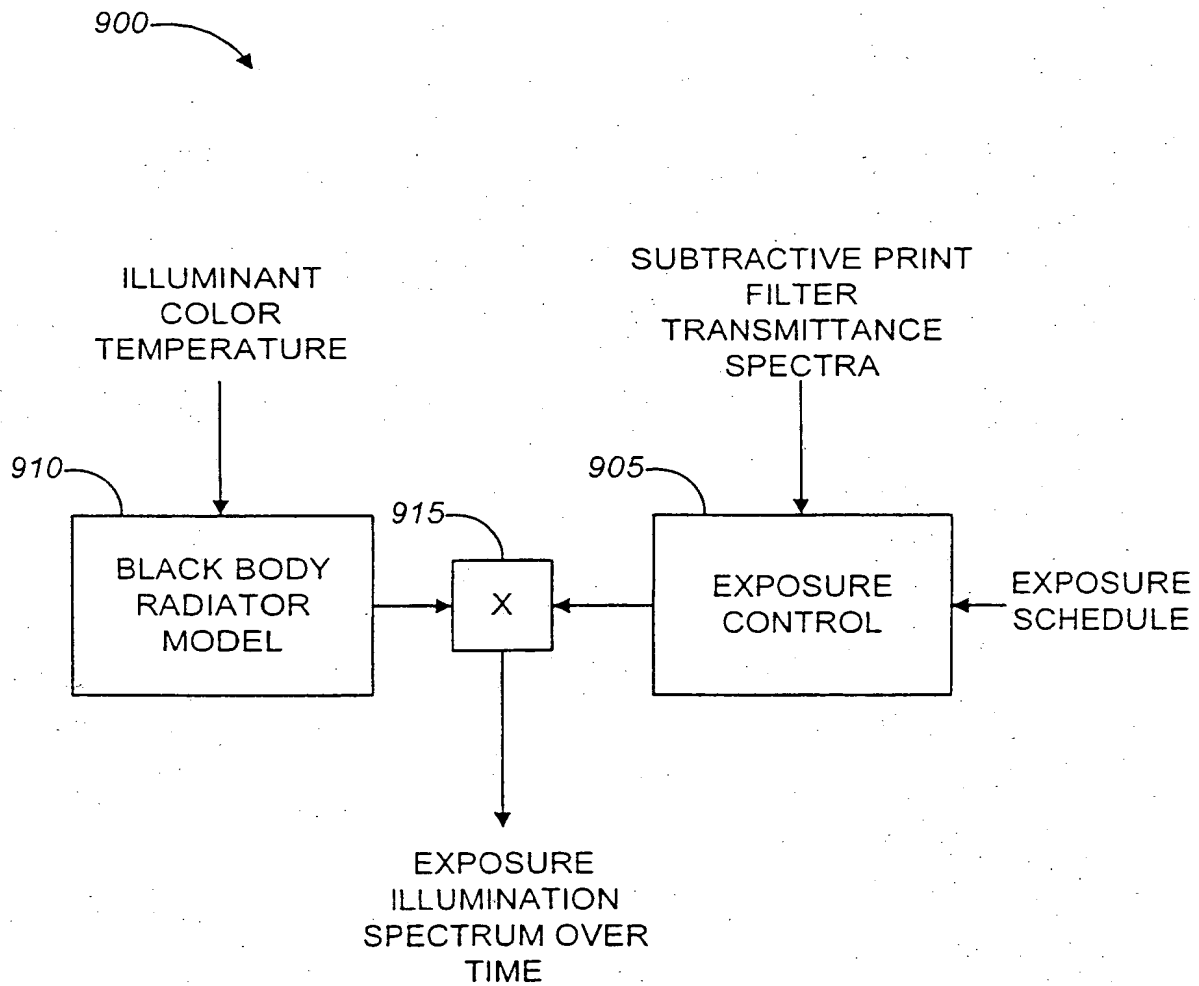 900
ILLUMINANT
COLOR
TEMPERATURE
SUBTRACTIVE PRINT
FILTER
TRANSMITTANCE
SPECTRA
910
915
905
BLACK BODY
RADIATOR
MODEL
X
EXPOSURE
CONTROL
EXPOSURE
SCHEDULE
EXPOSURE
ILLUMINATION
SPECTRUM OVER
TIME